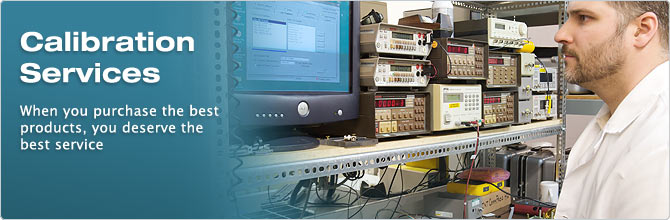 Calibration
Services
When you purchase the best
products, you deserve the
best service